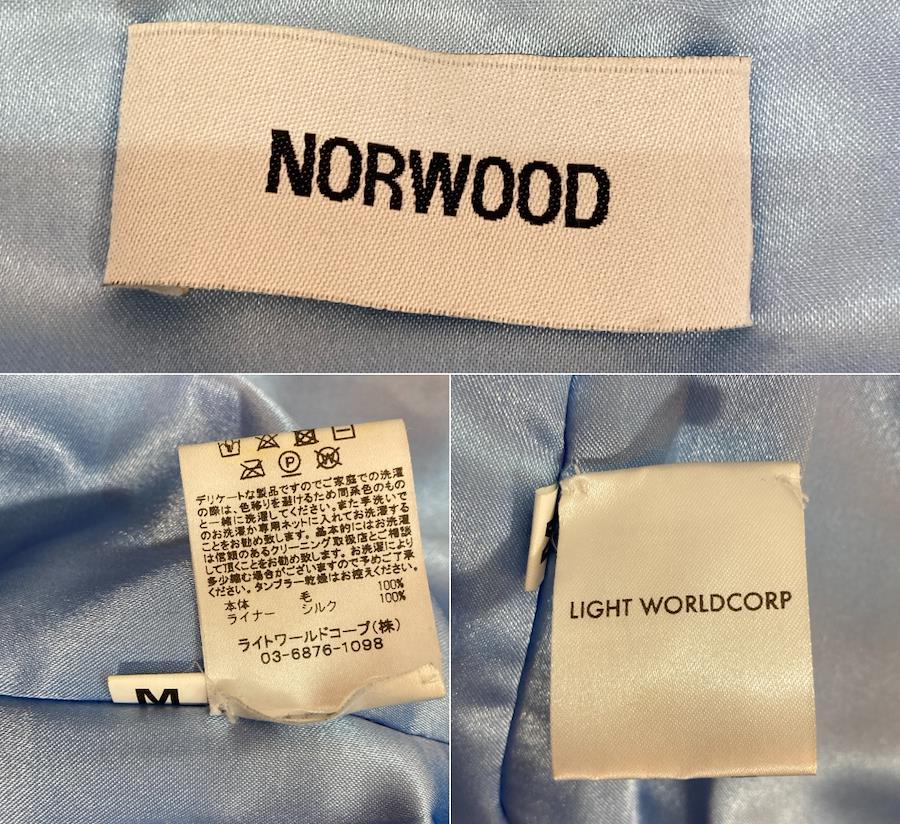 NORWOOD
P
W
デリケートな製品ですのでご家庭での洗濯
の際は、色移りを避けるため同系色のもの
と一緒に洗濯してください。また手洗いで
のお洗濯か専用ネットに入れてお洗濯する
ことをお勧め致します。基本的にはお洗濯
は信頼のあるクリーニング取扱店とご相談
して頂くことをお勧め致します。お洗濯により
多少縮む場合がございますので予めご了承
ください。タンブラー乾燥はお控えください。
本体 毛 100%
ライナー シルク 100%
ライトワールドコープ(株)
03-6876-1098
M
LIGHT WORLDCORP